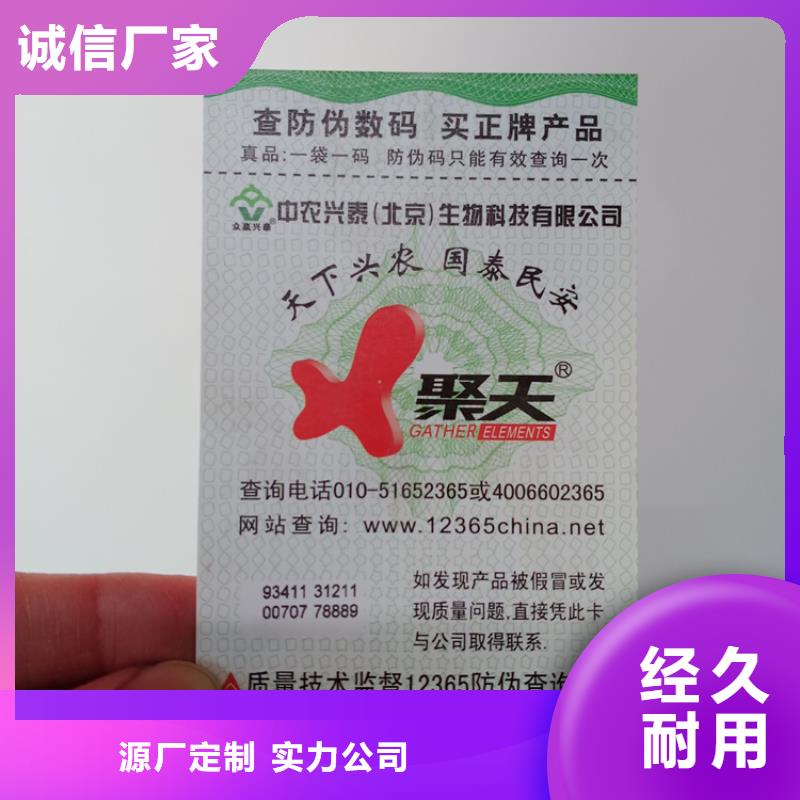 诚信厂家
查防伪数码 买正牌产品
真品:一袋一码 防伪码只能有效查询一次
众赢兴泰® 中农兴泰(北京)生物科技有限公司
天下兴农 国泰民安
聚天®
GATHER ELEMENTS
查询电话010-51652365或4006602365
网站查询: www.12365china.net
93411 31211
00707 78889
如发现产品被假冒或发
现质量问题,直接凭此卡
与公司取得联系.
质量技术监督12365防伪查询
经久
耐用
源厂定制 实力公司